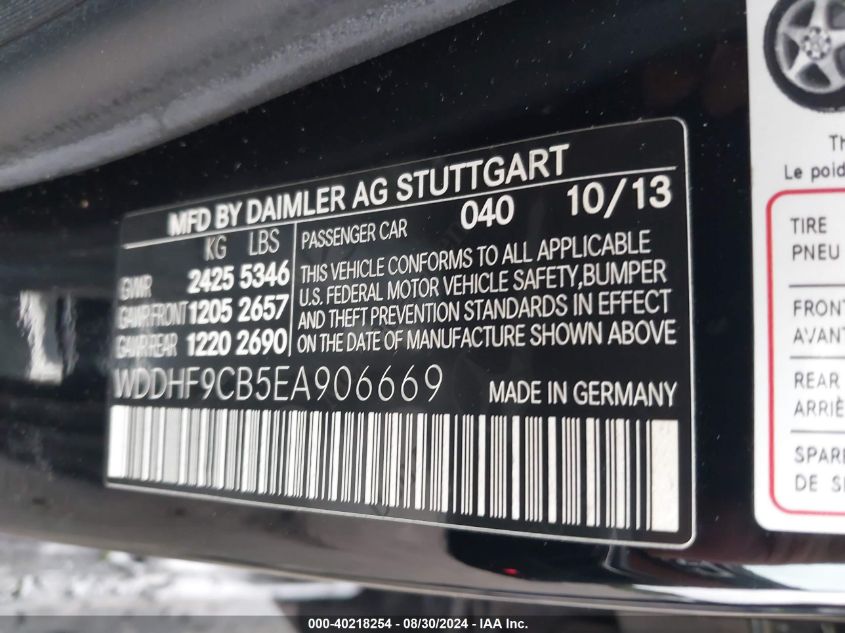 MFD BY DAIMLER AG STUTTGART
KG LBS
PASSENGER CAR 040 10/13
GVWR 2425 5346
GAWR FRONT 1205 2657
GAWR REAR 1220 2690
THIS VEHICLE CONFORMS TO ALL APPLICABLE
U.S. FEDERAL MOTOR VEHICLE SAFETY,BUMPER
AND THEFT PREVENTION STANDARDS IN EFFECT
ON THE DATE OF MANUFACTURE SHOWN ABOVE
WDDHF9CB5EA906669
MADE IN GERMANY
Le poid
TIRE
PNEU
FRONT
AVANT
REAR
ARRIÈ
SPARE
DE S
000-40218254 - 08/30/2024 - IAA Inc.